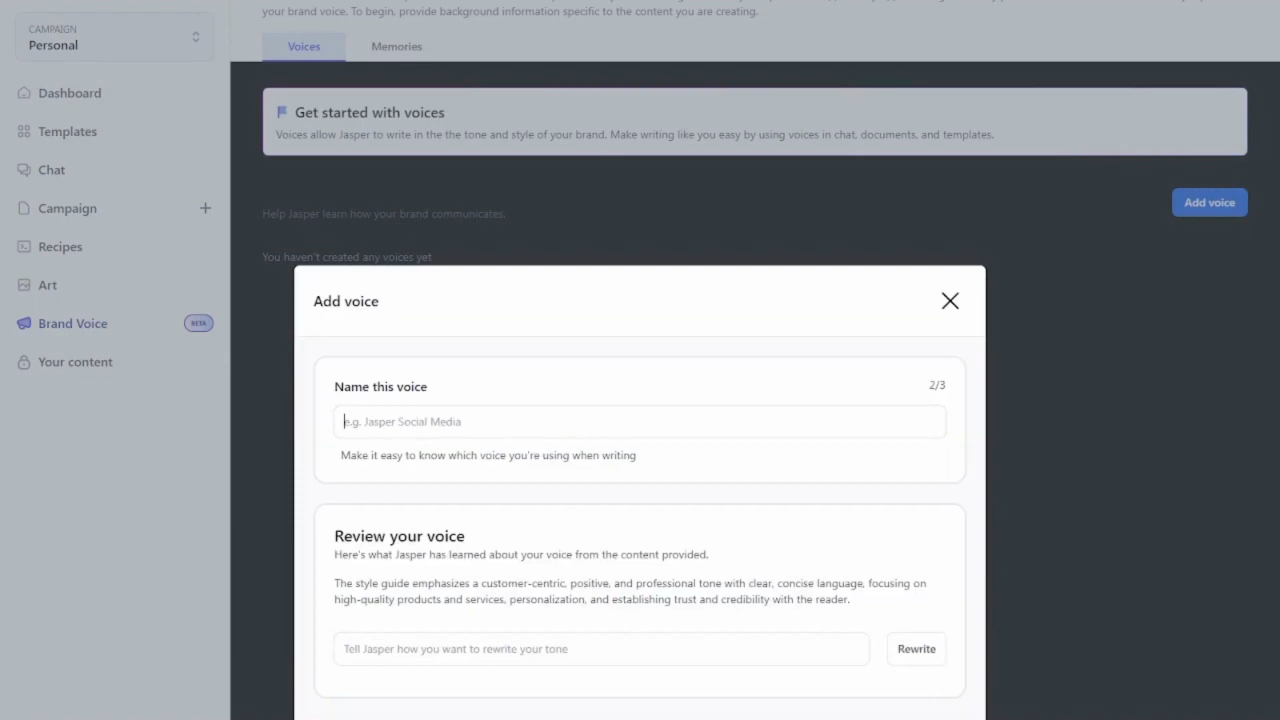 CAMPAIGN
Personal
Dashboard
Templates
Chat
Campaign
Recipes
Art
Brand Voice BETA
Your content
your brand voice. To begin, provide background information specific to the content you are creating.
Voices Memories
Get started with voices
Voices allow Jasper to write in the the tone and style of your brand. Make writing like you easy by using voices in chat, documents, and templates.
Help Jasper learn how your brand communicates.
Add voice
You haven't created any voices yet
Add voice
Name this voice 2/3
e.g. Jasper Social Media
Make it easy to know which voice you're using when writing
Review your voice
Here's what Jasper has learned about your voice from the content provided.
The style guide emphasizes a customer-centric, positive, and professional tone with clear, concise language, focusing on
high-quality products and services, personalization, and establishing trust and credibility with the reader.
Tell Jasper how you want to rewrite your tone
Rewrite